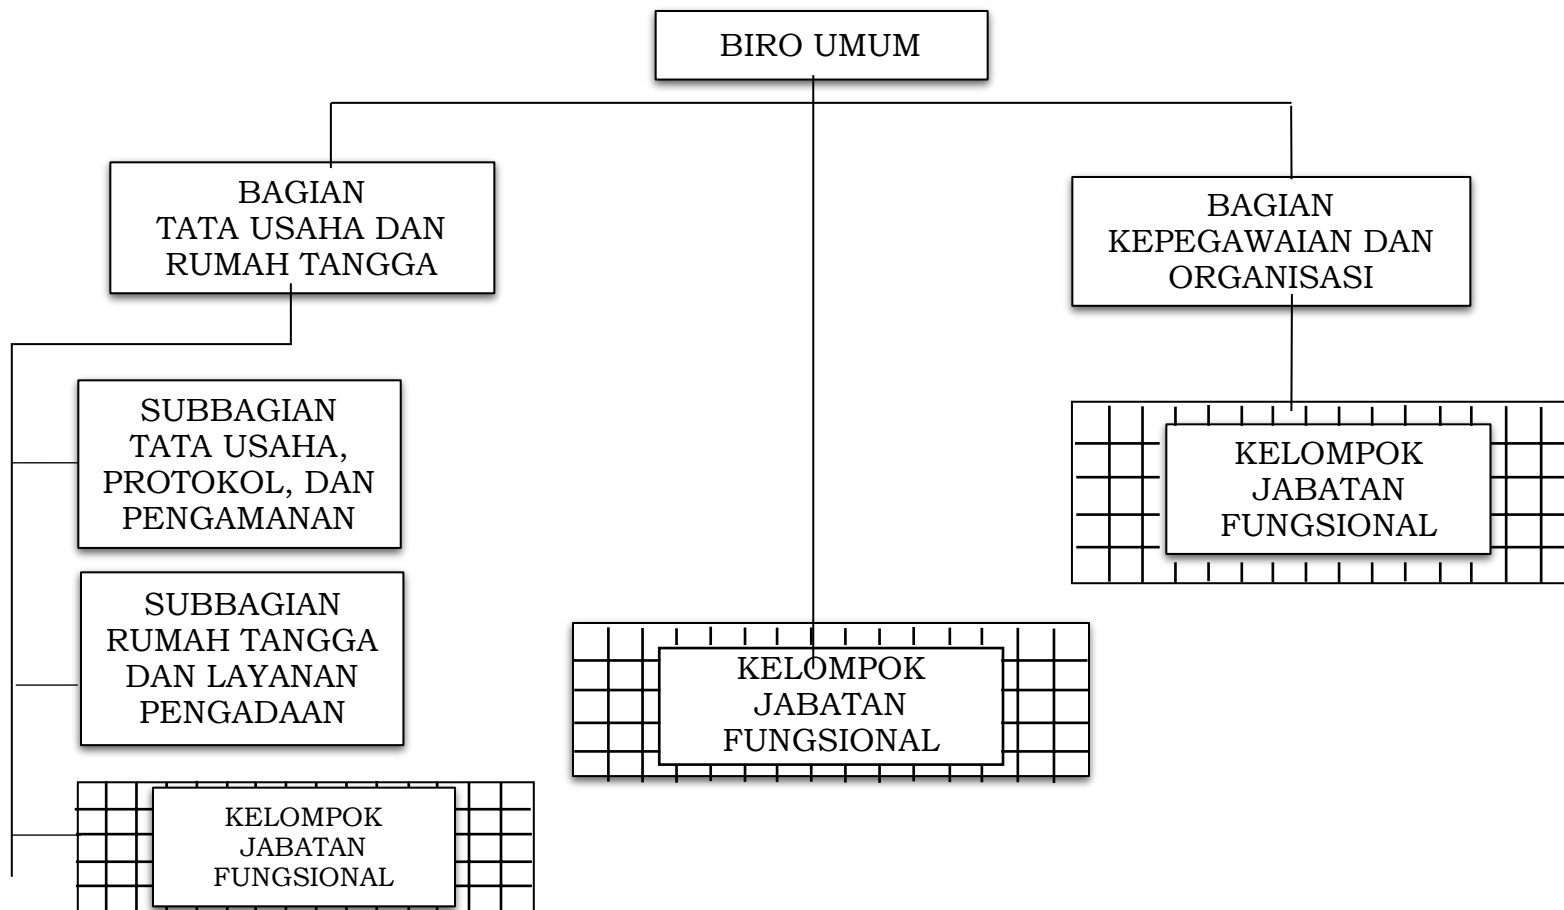 BIRO UMUM
BAGIAN
TATA USAHA DAN
RUMAH TANGGA
BAGIAN
KEPEGAWAIAN DAN
ORGANISASI
SUBBAGIAN
TATA USAHA,
PROTOKOL, DAN
PENGAMANAN
KELOMPOK
JABATAN
FUNGSIONAL
SUBBAGIAN
RUMAH TANGGA
DAN LAYANAN
PENGADAAN
KELOMPOK
JABATAN
FUNGSIONAL
KELOMPOK
JABATAN
FUNGSIONAL